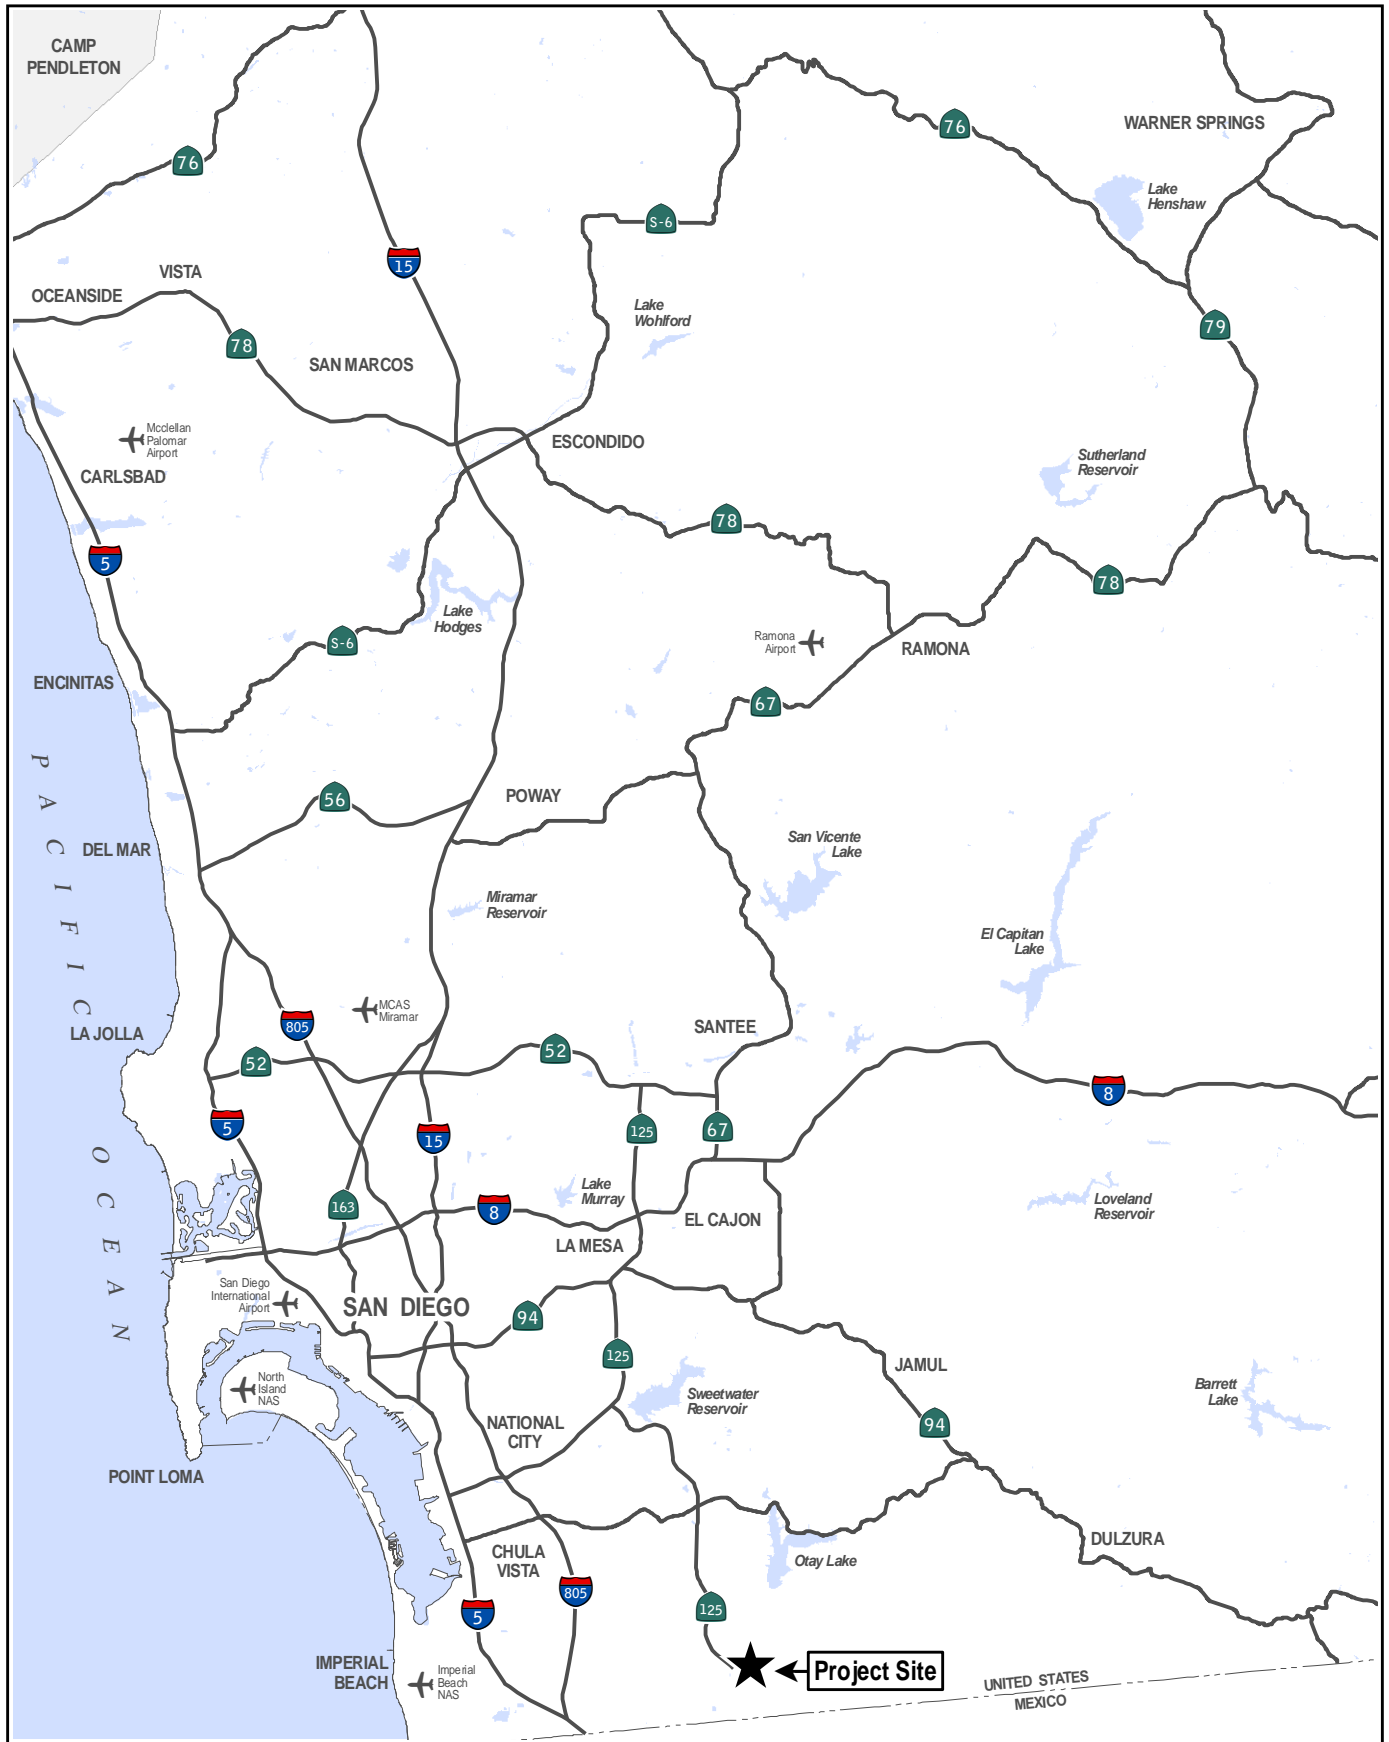 CAMP
PENDLETON
76
WARNER SPRINGS
76
Lake
Henshaw
S-6
15
VISTA
OCEANSIDE
Lake
Wohlford
79
78
SAN MARCOS
Mcclellan
Palomar
Airport
ESCONDIDO
CARLSBAD
Sutherland
Reservoir
78
5
78
Lake
Hodges
S-6
Ramona
Airport
RAMONA
ENCINITAS
67
PACIFIC
56
POWAY
DEL MAR
San Vicente
Lake
Miramar
Reservoir
El Capitan
Lake
MCAS
Miramar
805
SANTEE
LA JOLLA
52
52
8
5
15
125
67
OCEAN
Lake
Murray
Loveland
Reservoir
163
8
EL CAJON
LA MESA
San Diego
International
Airport
SAN DIEGO
94
125
JAMUL
North
Island
NAS
Sweetwater
Reservoir
Barrett
Lake
NATIONAL
CITY
94
POINT LOMA
CHULA
VISTA
Otay Lake
DULZURA
805
5
125
IMPERIAL
BEACH
Imperial
Beach
NAS
Project Site
UNITED STATES
MEXICO